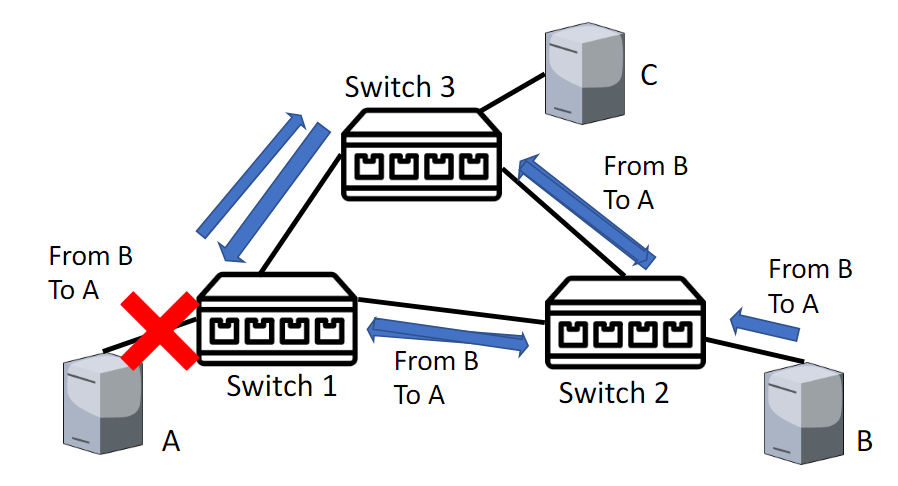 C
Switch 3
From B
To A
From B
To A
From B
To A
Switch 1
From B
To A
Switch 2
A
B